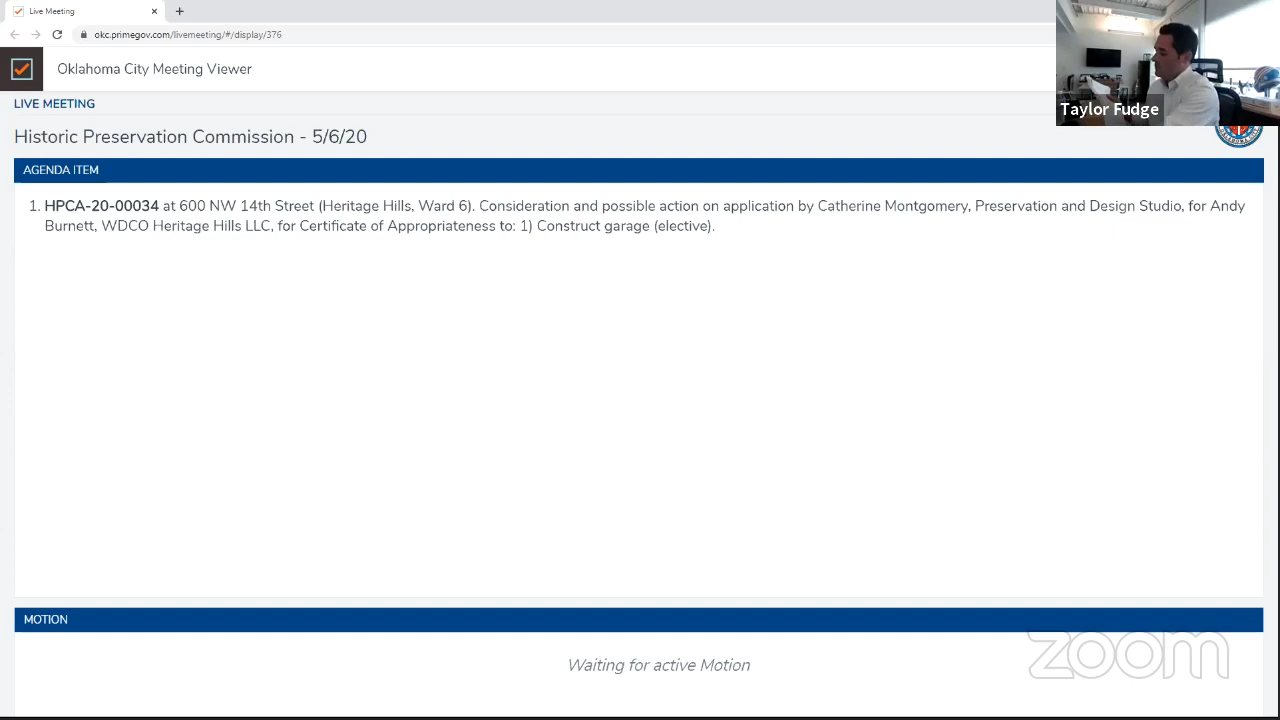 Live Meeting
okc.primegov.com/livemeeting/#/display/376
Oklahoma City Meeting Viewer
Taylor Fudge
LIVE MEETING
Historic Preservation Commission - 5/6/20
AGENDA ITEM
1. HPCA-20-00034 at 600 NW 14th Street (Heritage Hills, Ward 6). Consideration and possible action on application by Catherine Montgomery, Preservation and Design Studio, for Andy
Burnett, WDCO Heritage Hills LLC, for Certificate of Appropriateness to: 1) Construct garage (elective).
MOTION
Waiting for active Motion
zoom